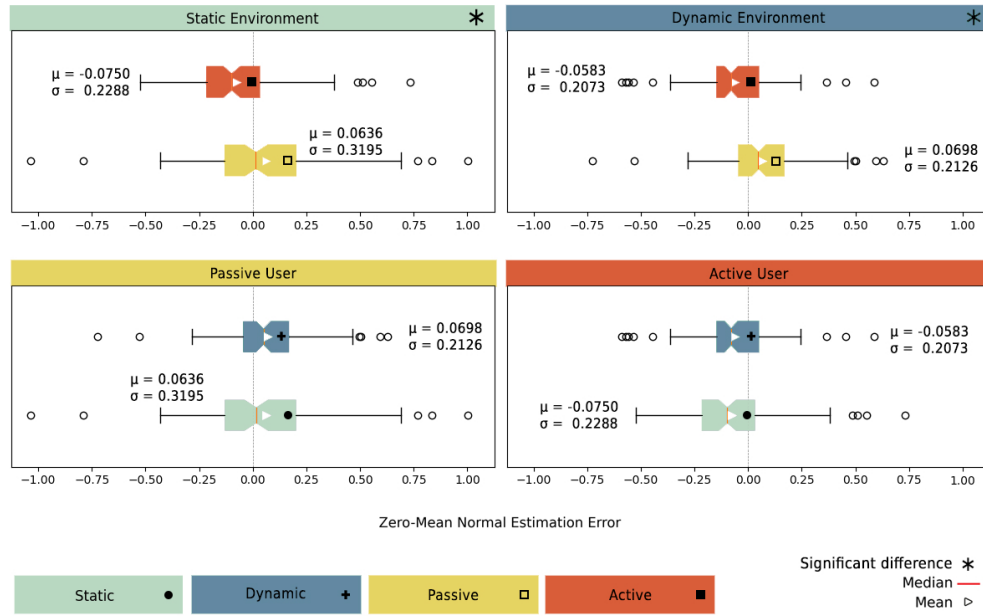 Static Environment *
Dynamic Environment *
μ = -0.0750
σ = 0.2288
μ = 0.0636
σ = 0.3195
μ = -0.0583
σ = 0.2073
μ = 0.0698
σ = 0.2126
-1.00 -0.75 -0.50 -0.25 0.00 0.25 0.50 0.75 1.00
-1.00 -0.75 -0.50 -0.25 0.00 0.25 0.50 0.75 1.00
Passive User
Active User
μ = 0.0698
σ = 0.2126
μ = 0.0636
σ = 0.3195
μ = -0.0583
σ = 0.2073
μ = -0.0750
σ = 0.2288
-1.00 -0.75 -0.50 -0.25 0.00 0.25 0.50 0.75 1.00
-1.00 -0.75 -0.50 -0.25 0.00 0.25 0.50 0.75 1.00
Zero-Mean Normal Estimation Error
Static
Dynamic
Passive
Active
Significant difference *
Median
Mean